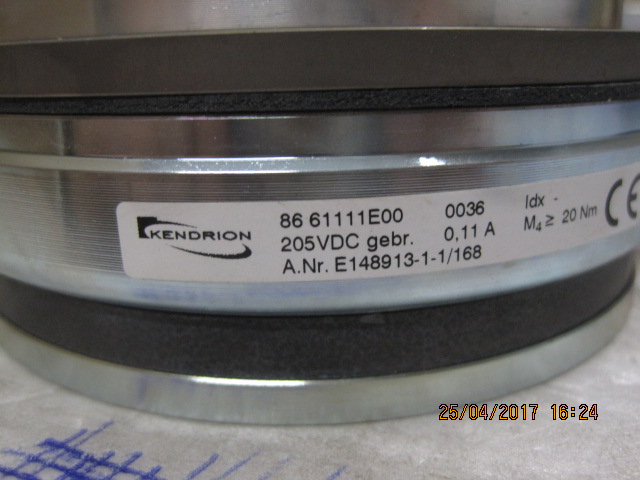 KENDRION
86 61111E00 0036 Idx -
205VDC gebr. 0,11 A M4 ≥ 20 Nm
A.Nr. E148913-1-1/168
CE
25/04/2017 16:24